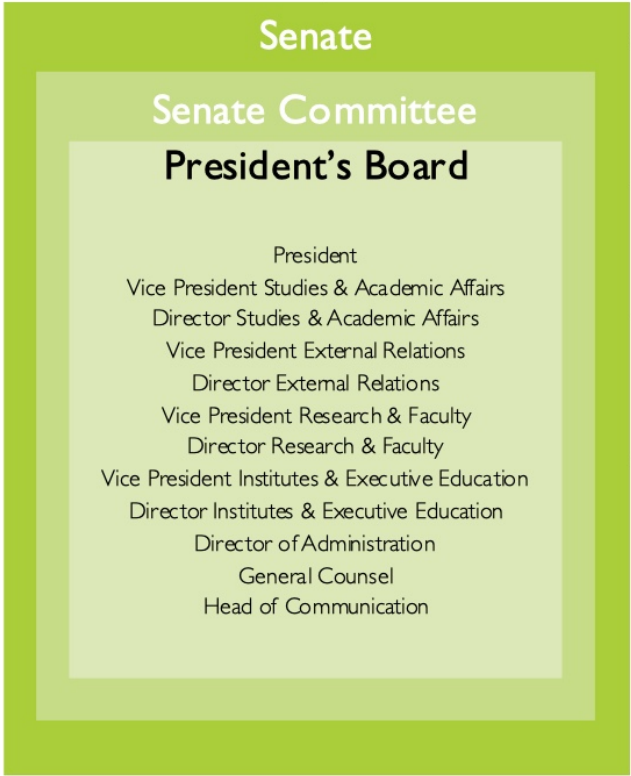 Senate
Senate Committee
President's Board
President
Vice President Studies & Academic Affairs
Director Studies & Academic Affairs
Vice President External Relations
Director External Relations
Vice President Research & Faculty
Director Research & Faculty
Vice President Institutes & Executive Education
Director Institutes & Executive Education
Director of Administration
General Counsel
Head of Communication